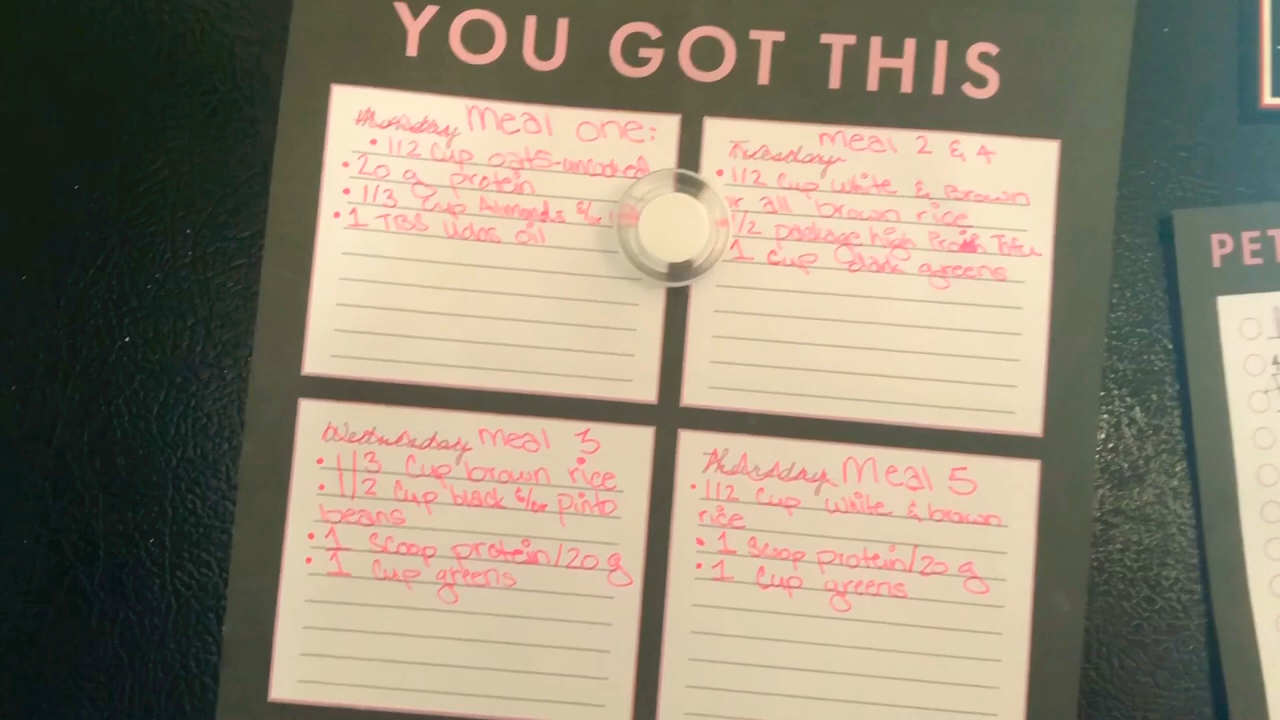 YOU GOT THIS
Monday Meal one:
• 1/2 cup oats-uncooked
• 20 g protein
• 1/3 cup Almonds &/or
• 1 TBS Udos oil
Meal 2 & 4
Tuesday
• 1/2 cup white & Brown
or all brown rice
1/2 package high Protein Tofu
1 cup dark greens
Wednesday Meal 3
• 1/3 cup brown rice
• 1/2 cup black &/or pinto
beans
• 1 scoop protein/20 g
• 1 cup greens
Thursday Meal 5
• 1/2 cup white & brown
rice
• 1 scoop protein/20 g
• 1 cup greens
PET